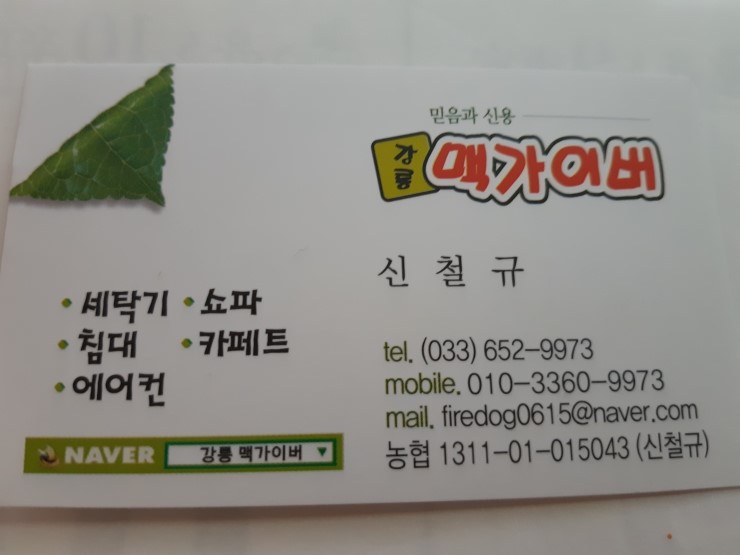 믿음과 신용
강릉 맥가이버
신철규
• 세탁기 • 쇼파
• 침대 • 카페트
• 에어컨
tel. (033) 652-9973
mobile. 010-3360-9973
mail. firedog0615@naver.com
농협 1311-01-015043 (신철규)
NAVER 강릉 맥가이버 ▼